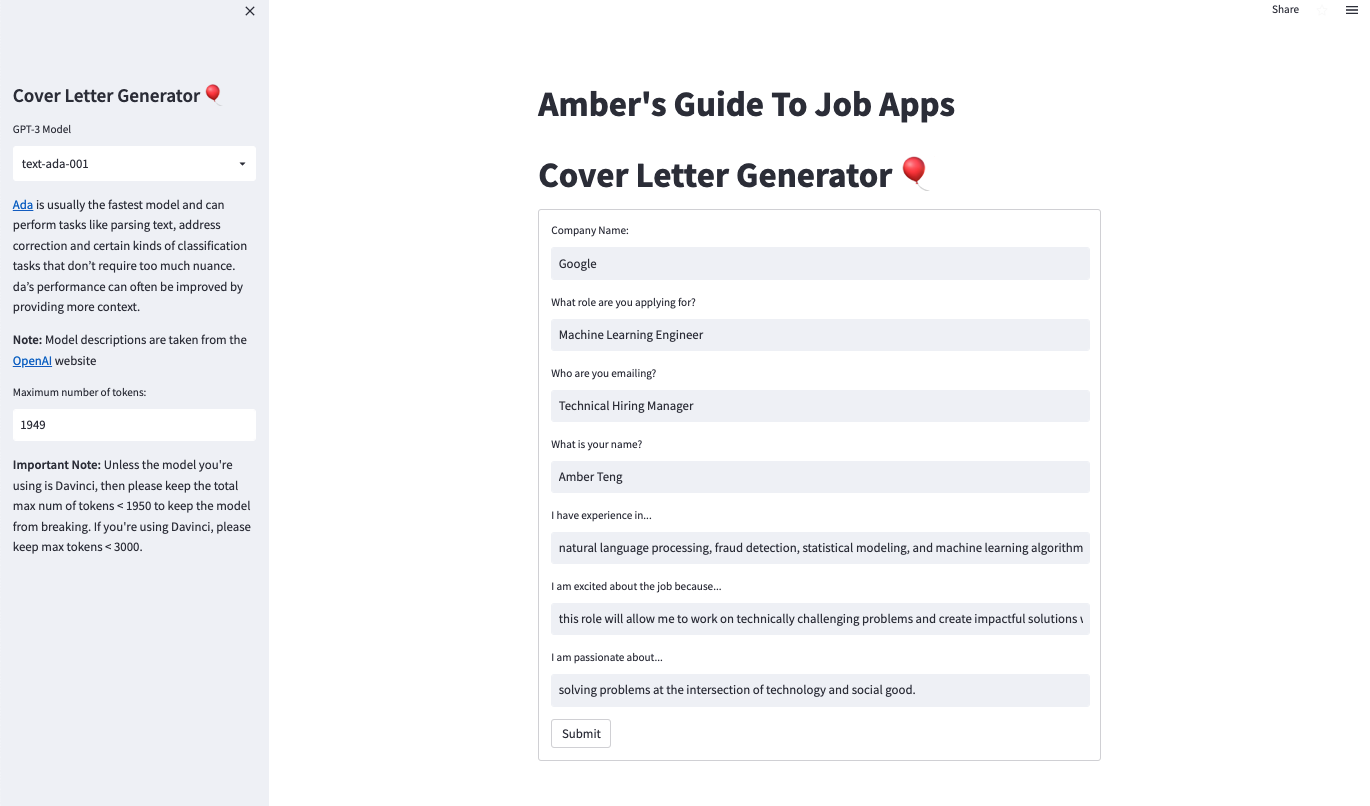 Share
Cover Letter Generator 🎈
GPT-3 Model
text-ada-001
Ada is usually the fastest model and can
perform tasks like parsing text, address
correction and certain kinds of classification
tasks that don’t require too much nuance.
da’s performance can often be improved by
providing more context.
Note: Model descriptions are taken from the
OpenAI website
Maximum number of tokens:
1949
Important Note: Unless the model you're
using is Davinci, then please keep the total
max num of tokens < 1950 to keep the model
from breaking. If you're using Davinci, please
keep max tokens < 3000.
Amber's Guide To Job Apps
Cover Letter Generator 🎈
Company Name:
Google
What role are you applying for?
Machine Learning Engineer
Who are you emailing?
Technical Hiring Manager
What is your name?
Amber Teng
I have experience in...
natural language processing, fraud detection, statistical modeling, and machine learning algorithm
I am excited about the job because...
this role will allow me to work on technically challenging problems and create impactful solutions
I am passionate about...
solving problems at the intersection of technology and social good.
Submit